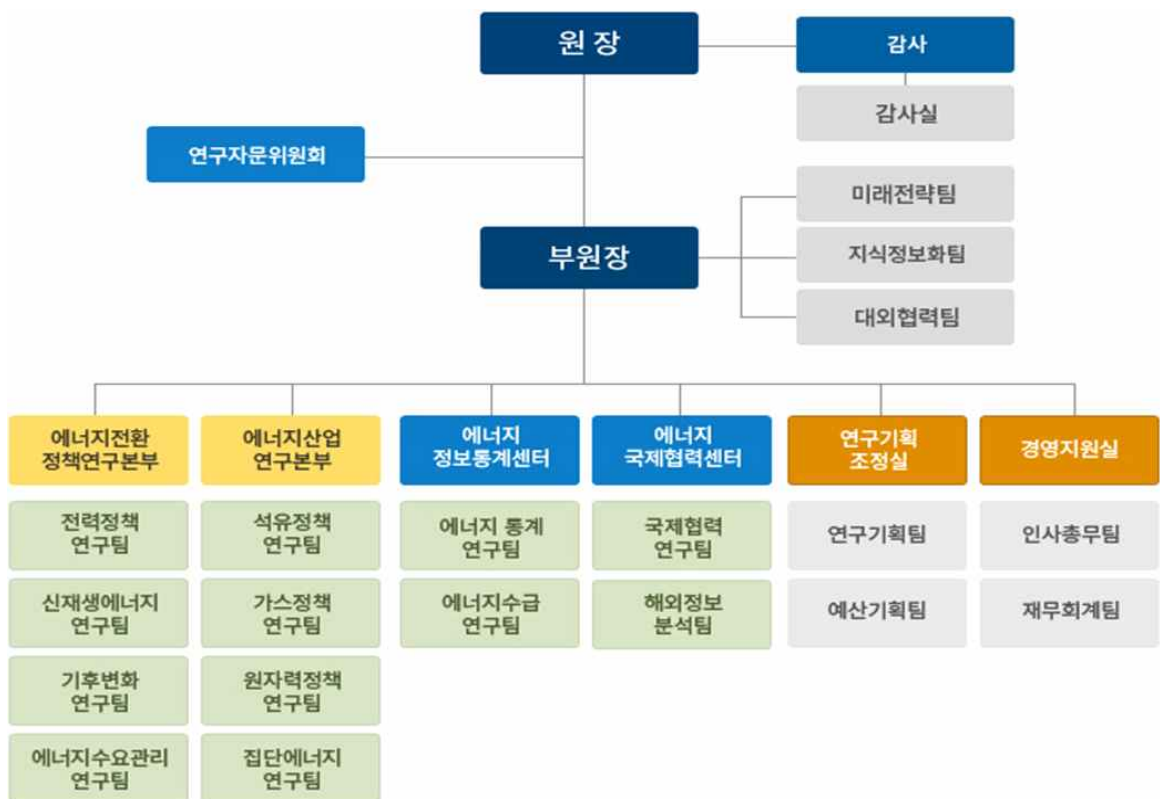 원 장
감사
감사실
연구자문위원회
미래전략팀
부원장
지식정보화팀
대외협력팀
에너지전환
정책연구본부
에너지산업
연구본부
에너지
정보통계센터
에너지
국제협력센터
연구기획
조정실
경영지원실
전력정책
연구팀
석유정책
연구팀
에너지 통계
연구팀
국제협력
연구팀
연구기획팀
인사총무팀
신재생에너지
연구팀
가스정책
연구팀
에너지수급
연구팀
해외정보
분석팀
예산기획팀
재무회계팀
기후변화
연구팀
원자력정책
연구팀
에너지수요관리
연구팀
집단에너지
연구팀